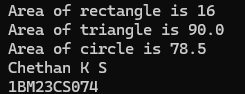 Area of rectangle is 16
Area of triangle is 90.0
Area of circle is 78.5
Chethan K S
1BM23CS074